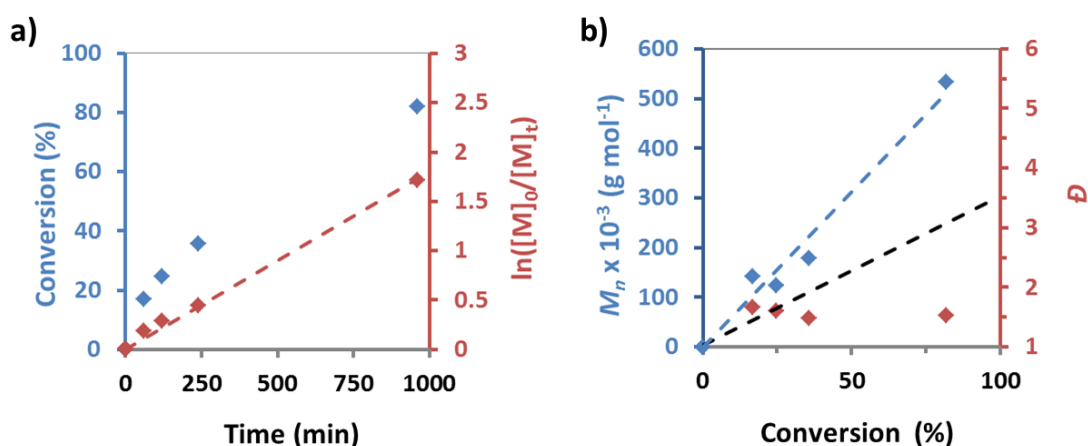 a)
Conversion (%)
100
80
60
40
20
0
3
2.5
2
1.5
1
0.5
0
ln([M]₀/[M]ₜ)
0 250 500 750 1000
Time (min)
b)
Mₙ x 10⁻³ (g mol⁻¹)
600
500
400
300
200
100
0
6
5
4
3
2
1
Đ
0 50 100
Conversion (%)